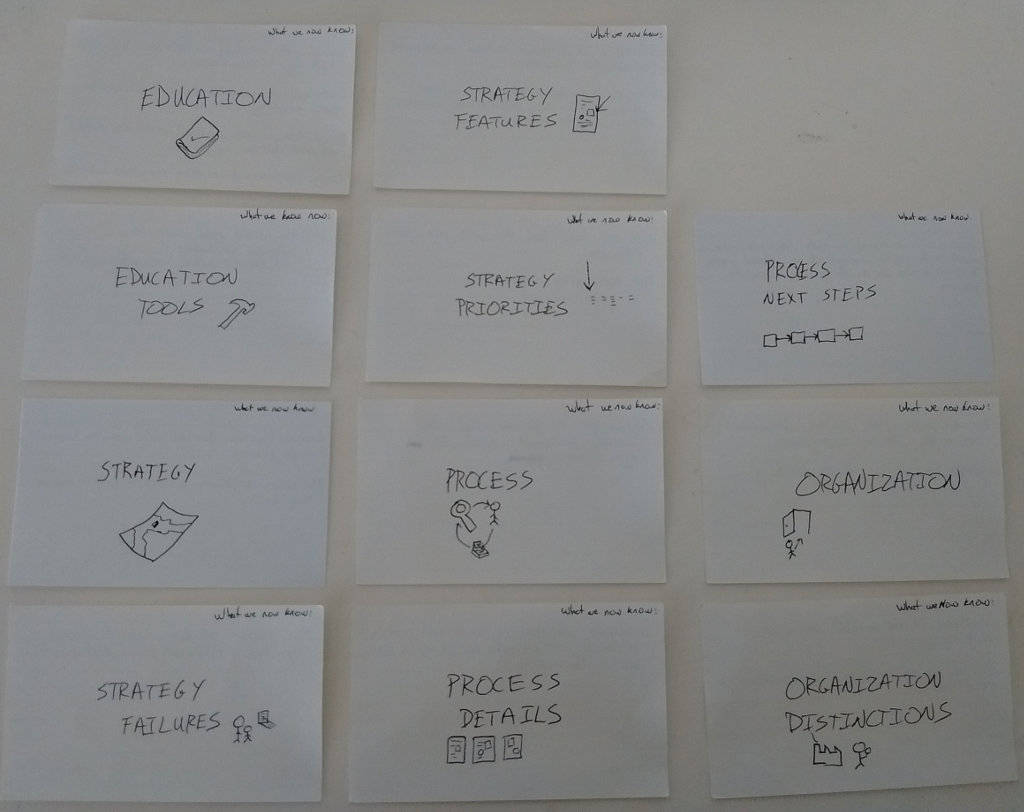 What we now know:
EDUCATION
What we now know:
STRATEGY
FEATURES
What we know now:
EDUCATION
TOOLS
What we now know:
STRATEGY
PRIORITIES
What we now know:
PROCESS
NEXT STEPS
What we now know:
STRATEGY
What we now know:
PROCESS
What we now know:
ORGANIZATION
What we now know:
STRATEGY
FAILURES
What we now know:
PROCESS
DETAILS
What we now know:
ORGANIZATION
DISTINCTIONS